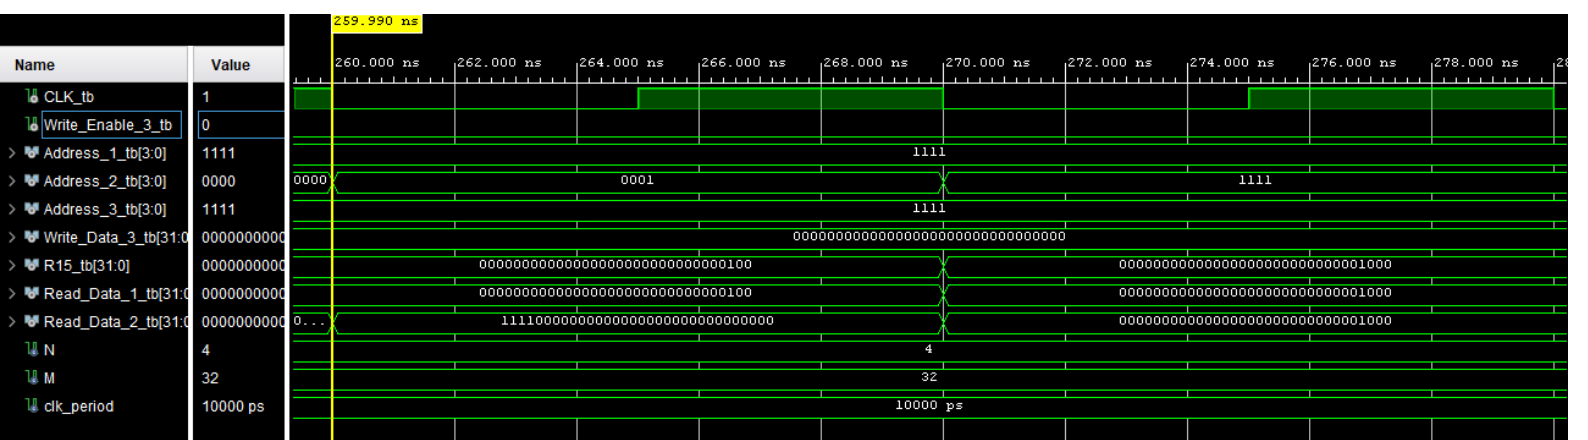 259.990 ns
Name Value 260.000 ns 262.000 ns 264.000 ns 266.000 ns 268.000 ns 270.000 ns 272.000 ns 274.000 ns 276.000 ns 278.000 ns 28
CLK_tb 1
Write_Enable_3_tb 0
Address_1_tb[3:0] 1111 1111
Address_2_tb[3:0] 0000 0000 0001 1111
Address_3_tb[3:0] 1111 1111
Write_Data_3_tb[31:0 0000000000 00000000000000000000000000000000
R15_tb[31:0] 0000000000 00000000000000000000000000000100 00000000000000000000000000001000
Read_Data_1_tb[31:0 0000000000 00000000000000000000000000000100 00000000000000000000000000001000
Read_Data_2_tb[31:0 0000000000 0... 11110000000000000000000000000000 00000000000000000000000000001000
N 4 4
M 32 32
clk_period 10000 ps 10000 ps